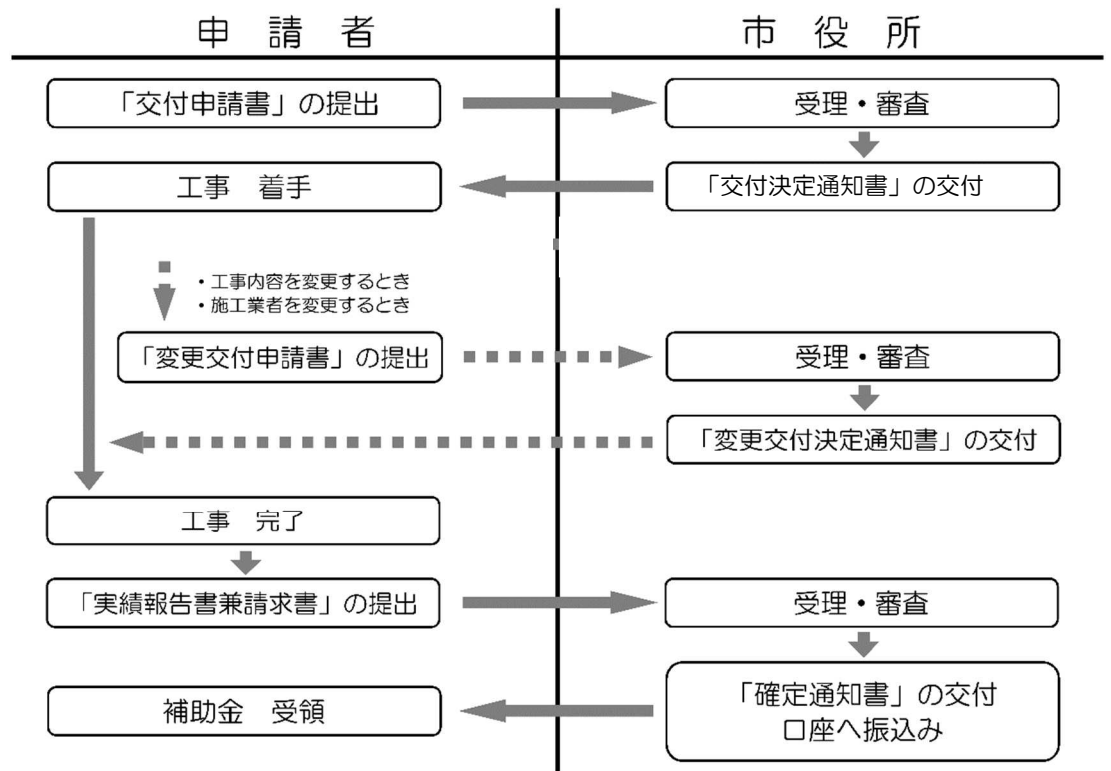 申請者
市役所
「交付申請書」の提出
受理・審査
工事 着手
「交付決定通知書」の交付
・工事内容を変更するとき
・施工業者を変更するとき
「変更交付申請書」の提出
受理・審査
「変更交付決定通知書」の交付
工事 完了
「実績報告書兼請求書」の提出
受理・審査
補助金 受領
「確定通知書」の交付
口座へ振込み